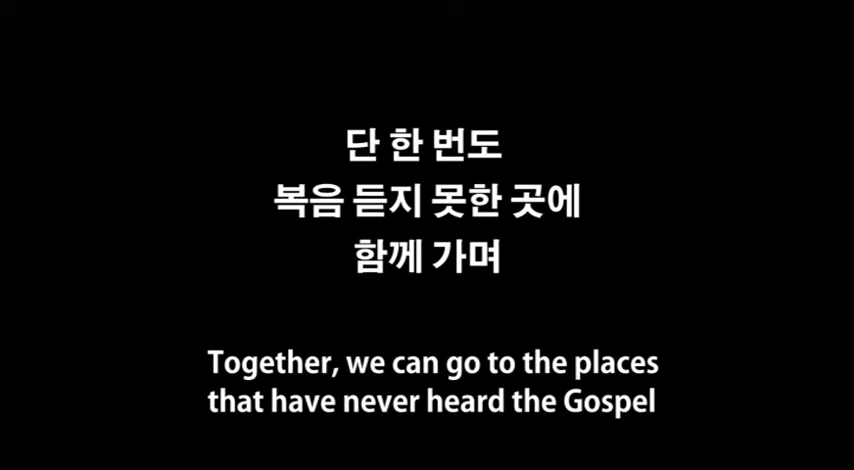 단 한 번도
복음 듣지 못한 곳에
함께 가며
Together, we can go to the places
that have never heard the Gospel